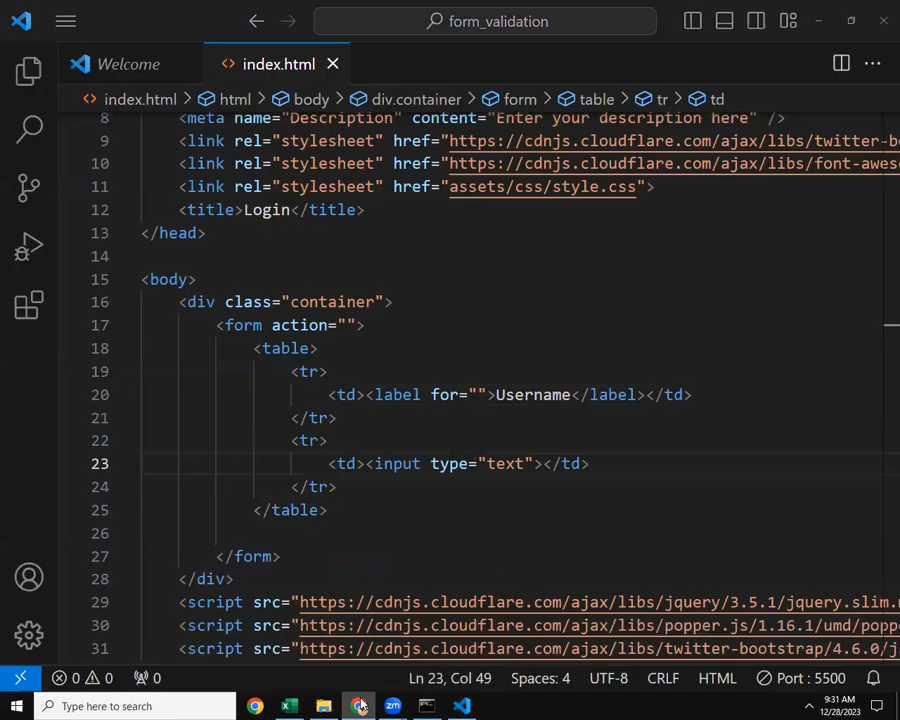 form_validation
Welcome
index.html
index.html > html > body > div.container > form > table > tr > td
8 <meta name="Description" content="Enter your description here" />
9 <link rel="stylesheet" href="https://cdnjs.cloudflare.com/ajax/libs/twitter-b
10 <link rel="stylesheet" href="https://cdnjs.cloudflare.com/ajax/libs/font-awes
11 <link rel="stylesheet" href="assets/css/style.css">
12 <title>Login</title>
13 </head>
14
15 <body>
16 <div class="container">
17 <form action="">
18 <table>
19 <tr>
20 <td><label for="">Username</label></td>
21 </tr>
22 <tr>
23 <td><input type="text"></td>
24 </tr>
25 </table>
26
27 </form>
28 </div>
29 <script src="https://cdnjs.cloudflare.com/ajax/libs/jquery/3.5.1/jquery.slim.
30 <script src="https://cdnjs.cloudflare.com/ajax/libs/popper.js/1.16.1/umd/popp
31 <script src="https://cdnjs.cloudflare.com/ajax/libs/twitter-bootstrap/4.6.0/j
0 0 0 Ln 23, Col 49 Spaces: 4 UTF-8 CRLF HTML Port : 5500
Type here to search
9:31 AM
12/28/2023